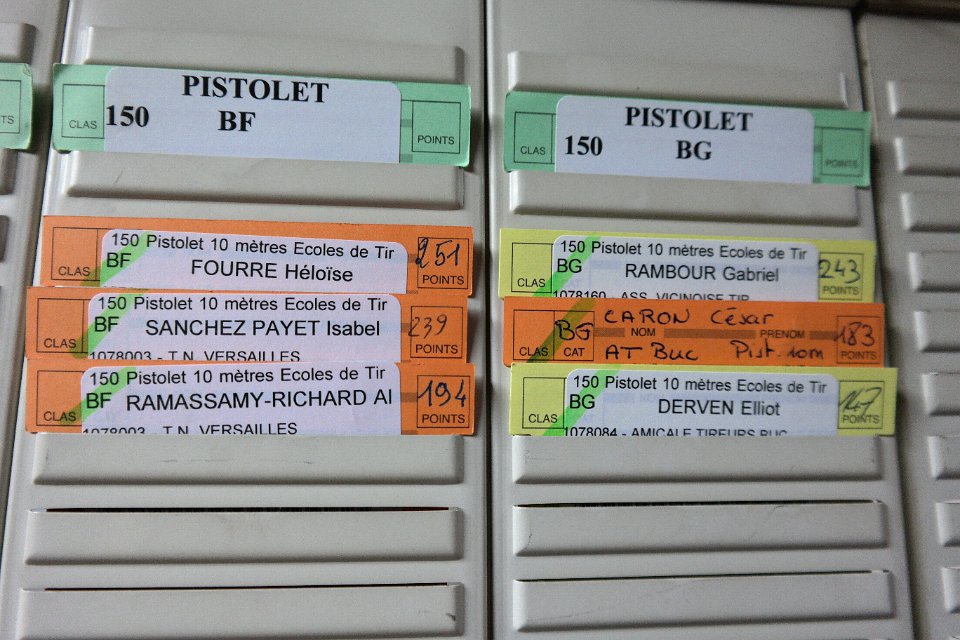 TS
PISTOLET
CLAS 150 BF POINTS
150 Pistolet 10 mètres Ecoles de Tir 251
CLAS BF FOURRE Héloïse POINTS
150 Pistolet 10 mètres Ecoles de Tir 239
CLAS BF SANCHEZ PAYET Isabel POINTS
1078003 - T.N. VERSAILLES
150 Pistolet 10 mètres Ecoles de Tir 194
CLAS BF RAMASSAMY-RICHARD Al POINTS
1078003 - T.N. VERSAILLES
PISTOLET
CLAS 150 BG POINTS
150 Pistolet 10 mètres Ecoles de Tir 243
CLAS BG RAMBOUR Gabriel POINTS
1078160 - ASS. VICINOISE TIR
BG CARON César 183
NOM PRENOM
CLAS CAT AT Buc Pist. 10m POINTS
150 Pistolet 10 mètres Ecoles de Tir 147
CLAS BG DERVEN Elliot POINTS
1078084 - AMICALE TIREURS BUC